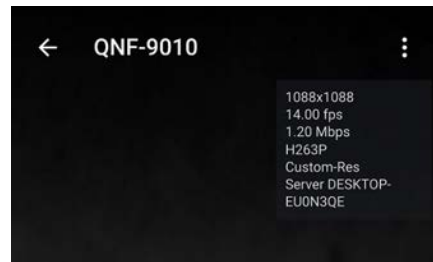 QNF-9010
1088x1088
14.00 fps
1.20 Mbps
H263P
Custom-Res
Server DESKTOP-
EU0N3QE